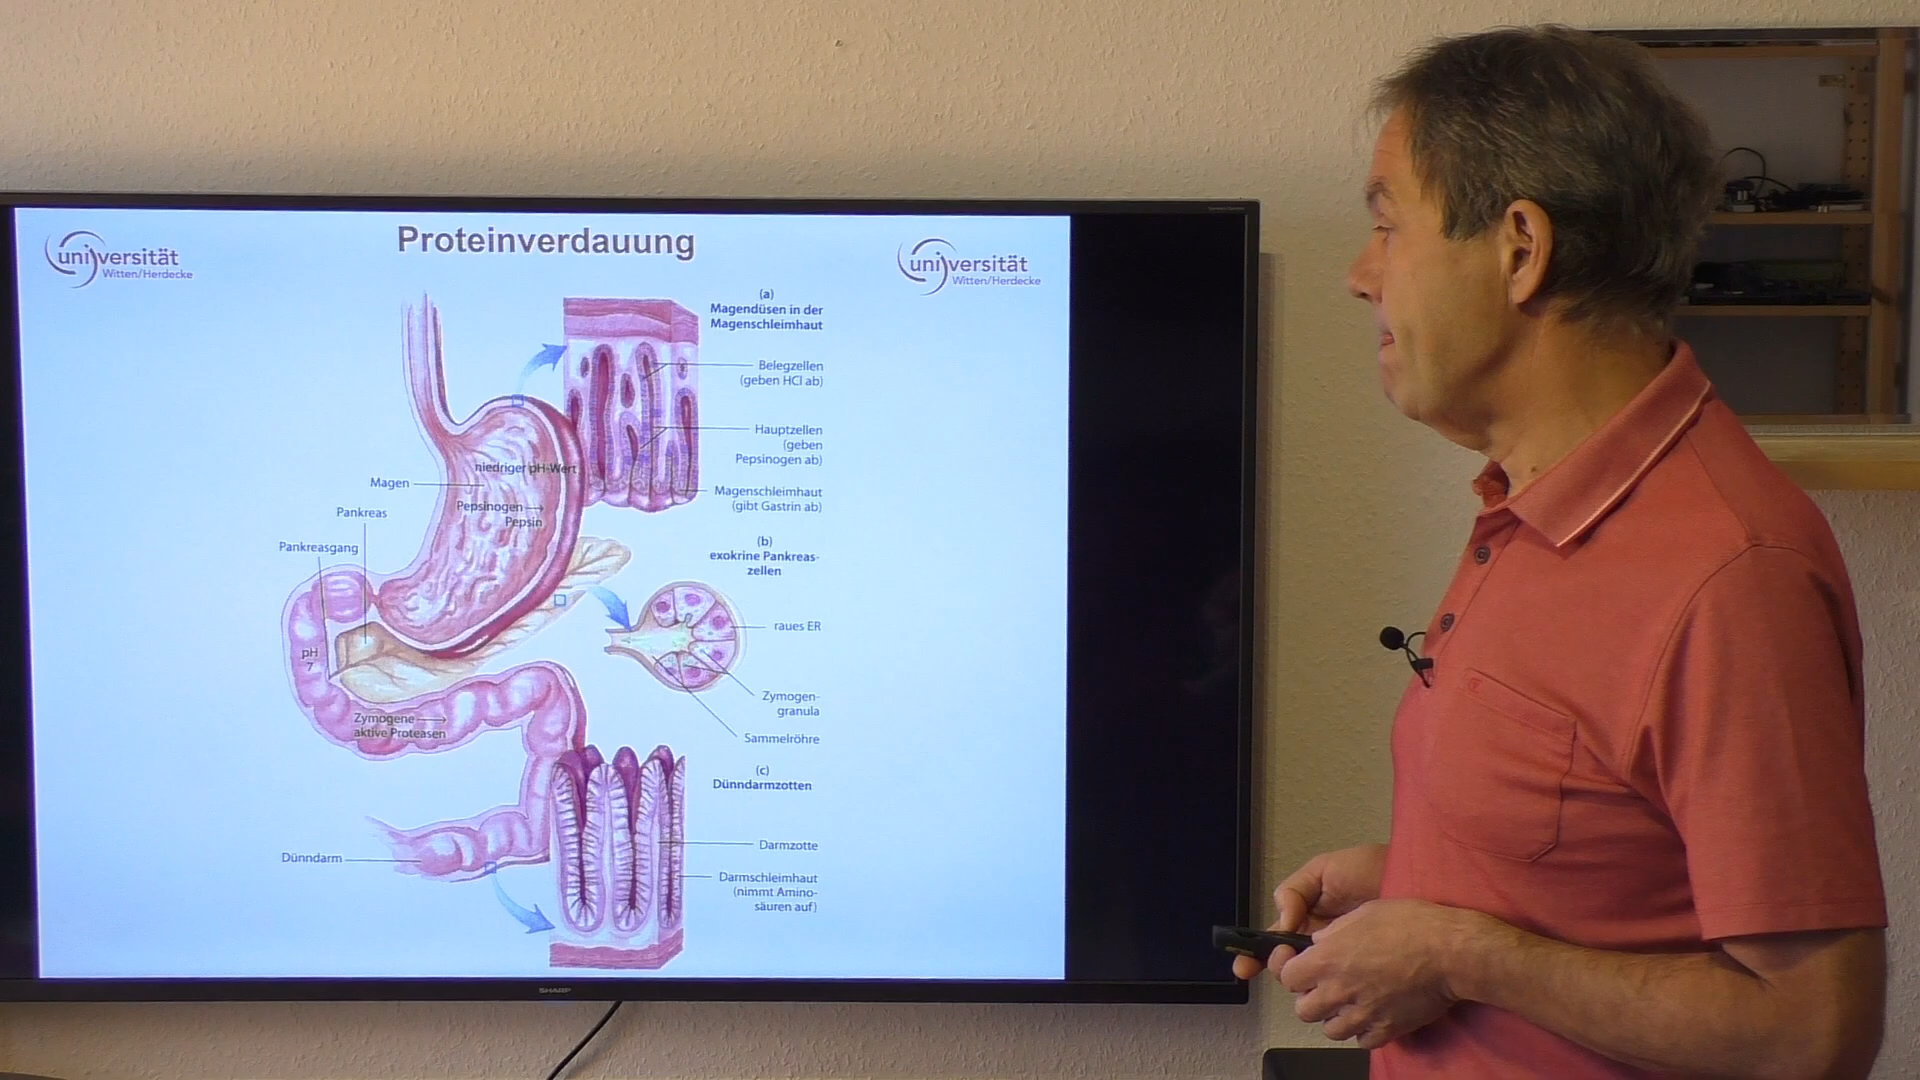 Proteinverdauung
universität
Witten/Herdecke
universität
Witten/Herdecke
(a)
Magendüsen in der
Magenschleimhaut
Belegzellen
(geben HCl ab)
Hauptzellen
(geben
Pepsinogen ab)
Magenschleimhaut
(gibt Gastrin ab)
niedriger pH-Wert
Magen
Pepsinogen
Pepsin
Pankreas
Pankreasgang
(b)
exokrine Pankreas-
zellen
raues ER
Zymogen-
granula
Sammelröhre
pH
7
Zymogene
aktive Proteasen
(c)
Dünndarmzotten
Darmzotte
Darmschleimhaut
(nimmt Amino-
säuren auf)
Dünndarm
SHARP